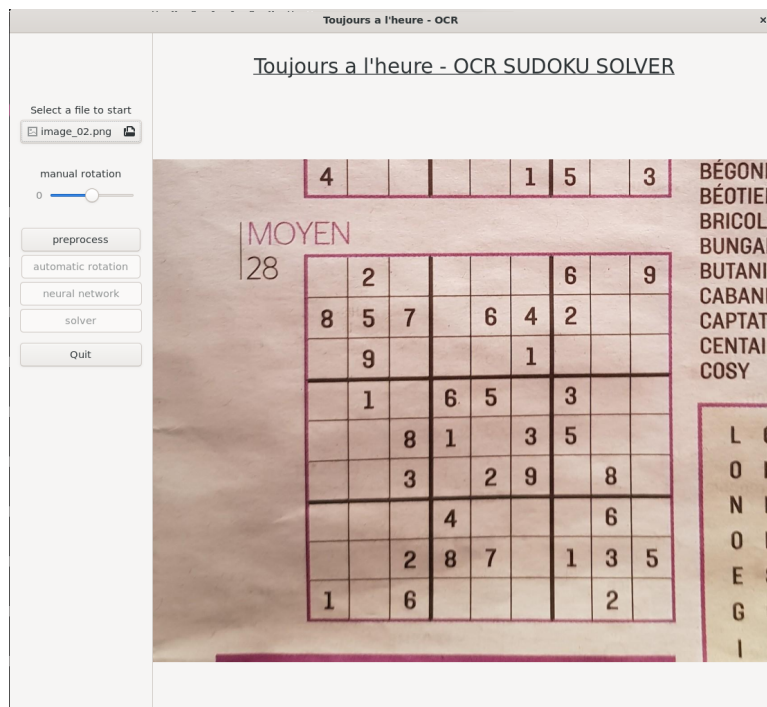 Toujours a l'heure - OCR
×
Toujours a l'heure - OCR SUDOKU SOLVER
Select a file to start
image_02.png
manual rotation
0
preprocess
automatic rotation
neural network
solver
Quit
4 1 5 3
MOYEN
28
2 6 9
8 5 7 6 4 2
9 1
1 6 5 3
8 1 3 5
3 2 9 8
4 6
2 8 7 1 3 5
1 6 2
L
O
N
O
E
G
I